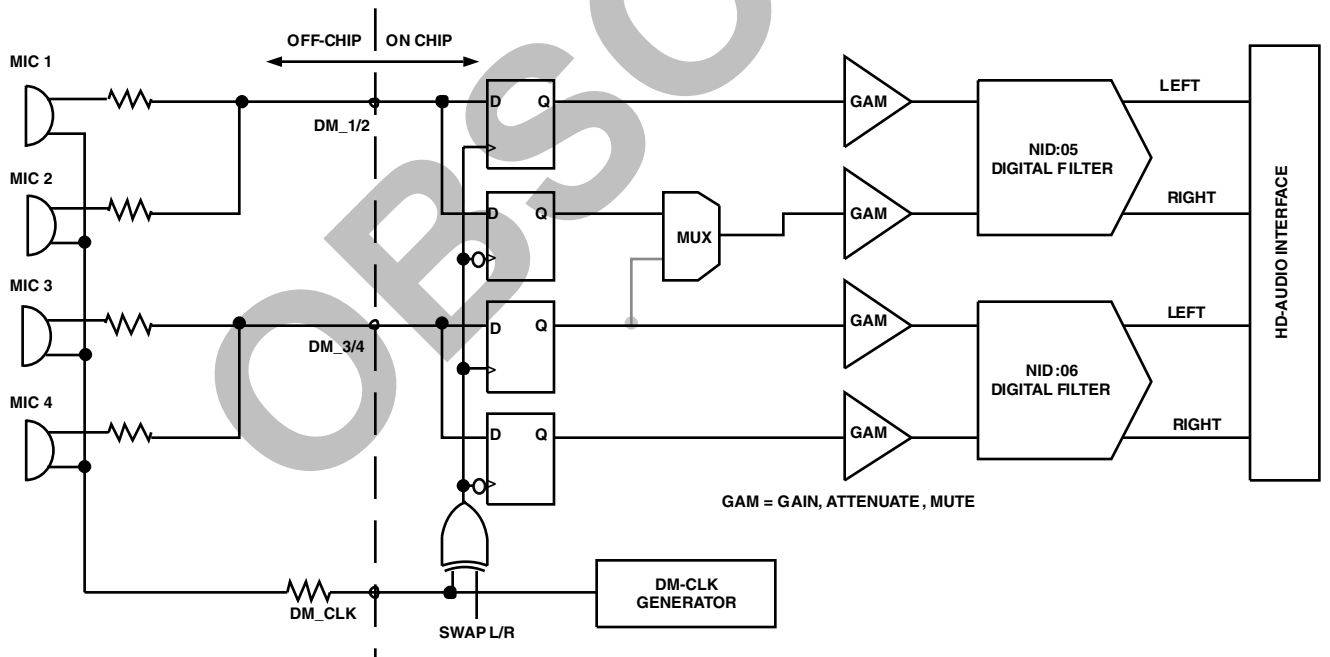 OFF-CHIP
ON CHIP
MIC 1
DM_1/2
D
Q
GAM
NID:05
DIGITAL FILTER
LEFT
RIGHT
MIC 2
D
Q
MUX
GAM
MIC 3
DM_3/4
D
Q
GAM
NID:06
DIGITAL FILTER
LEFT
RIGHT
MIC 4
D
Q
GAM
HD-AUDIO INTERFACE
GAM = GAIN, ATTENUATE, MUTE
DM_CLK
SWAP L/R
DM-CLK
GENERATOR
OBSO